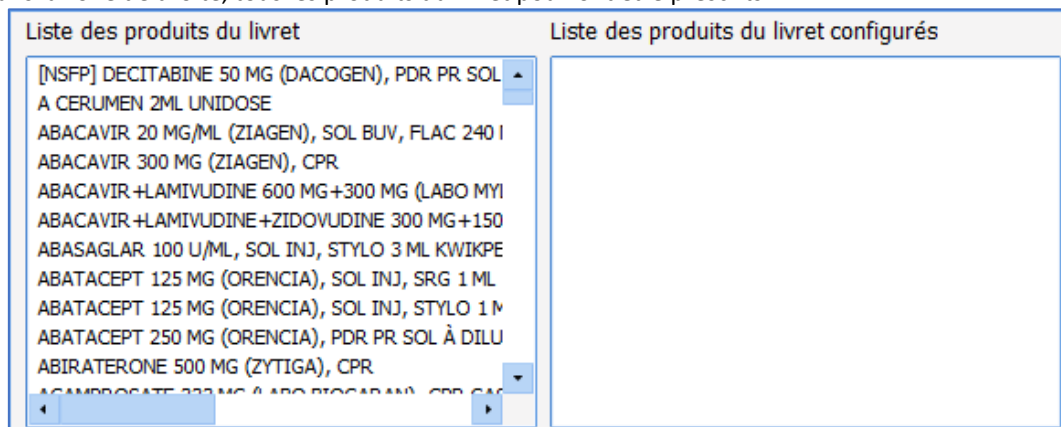 Liste des produits du livret
Liste des produits du livret configurés
[NSFP] DECITABINE 50 MG (DACOGEN), PDR PR SOL
A CERUMEN 2ML UNIDOSE
ABACAVIR 20 MG/ML (ZIAGEN), SOL BUV, FLAC 240
ABACAVIR 300 MG (ZIAGEN), CPR
ABACAVIR+LAMIVUDINE 600 MG+300 MG (LABO
ABACAVIR+LAMIVUDINE+ZIDOVUDINE 300 MG+150
ABASAGLAR 100 U/ML, SOL INJ, STYLO 3 ML KWIKPE
ABATACEPT 125 MG (ORENCIA), SOL INJ, SRG 1 ML
ABATACEPT 125 MG (ORENCIA), SOL INJ, STYLO 1
ABATACEPT 250 MG (ORENCIA), PDR PR SOL À DILU
ABIRATERONE 500 MG (ZYTIGA), CPR